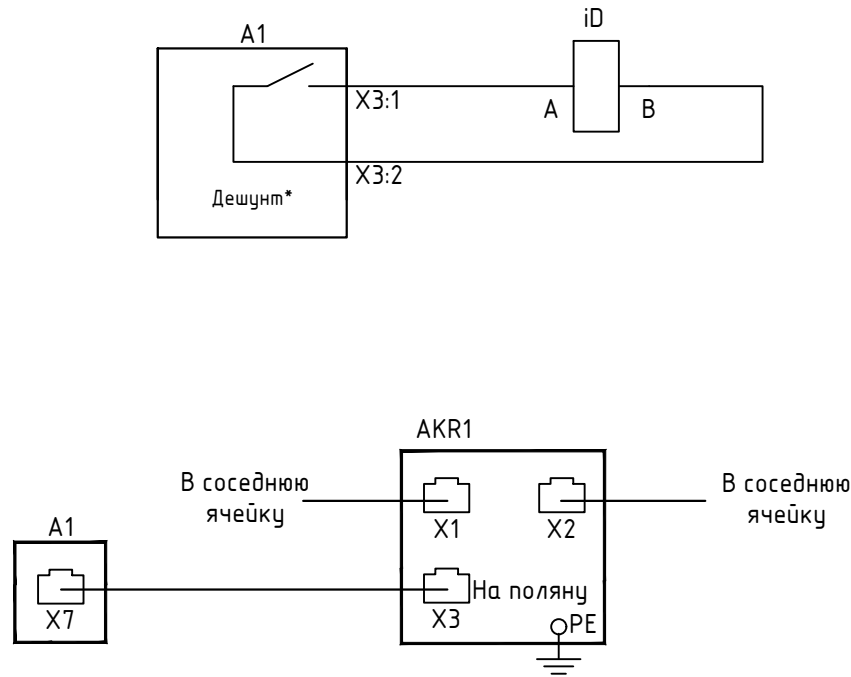 iD
A1
X3:1
A
B
X3:2
Дешунт*
AKR1
В соседнюю
ячейку
В соседнюю
ячейку
X1
X2
A1
На поляну
X7
X3
PE